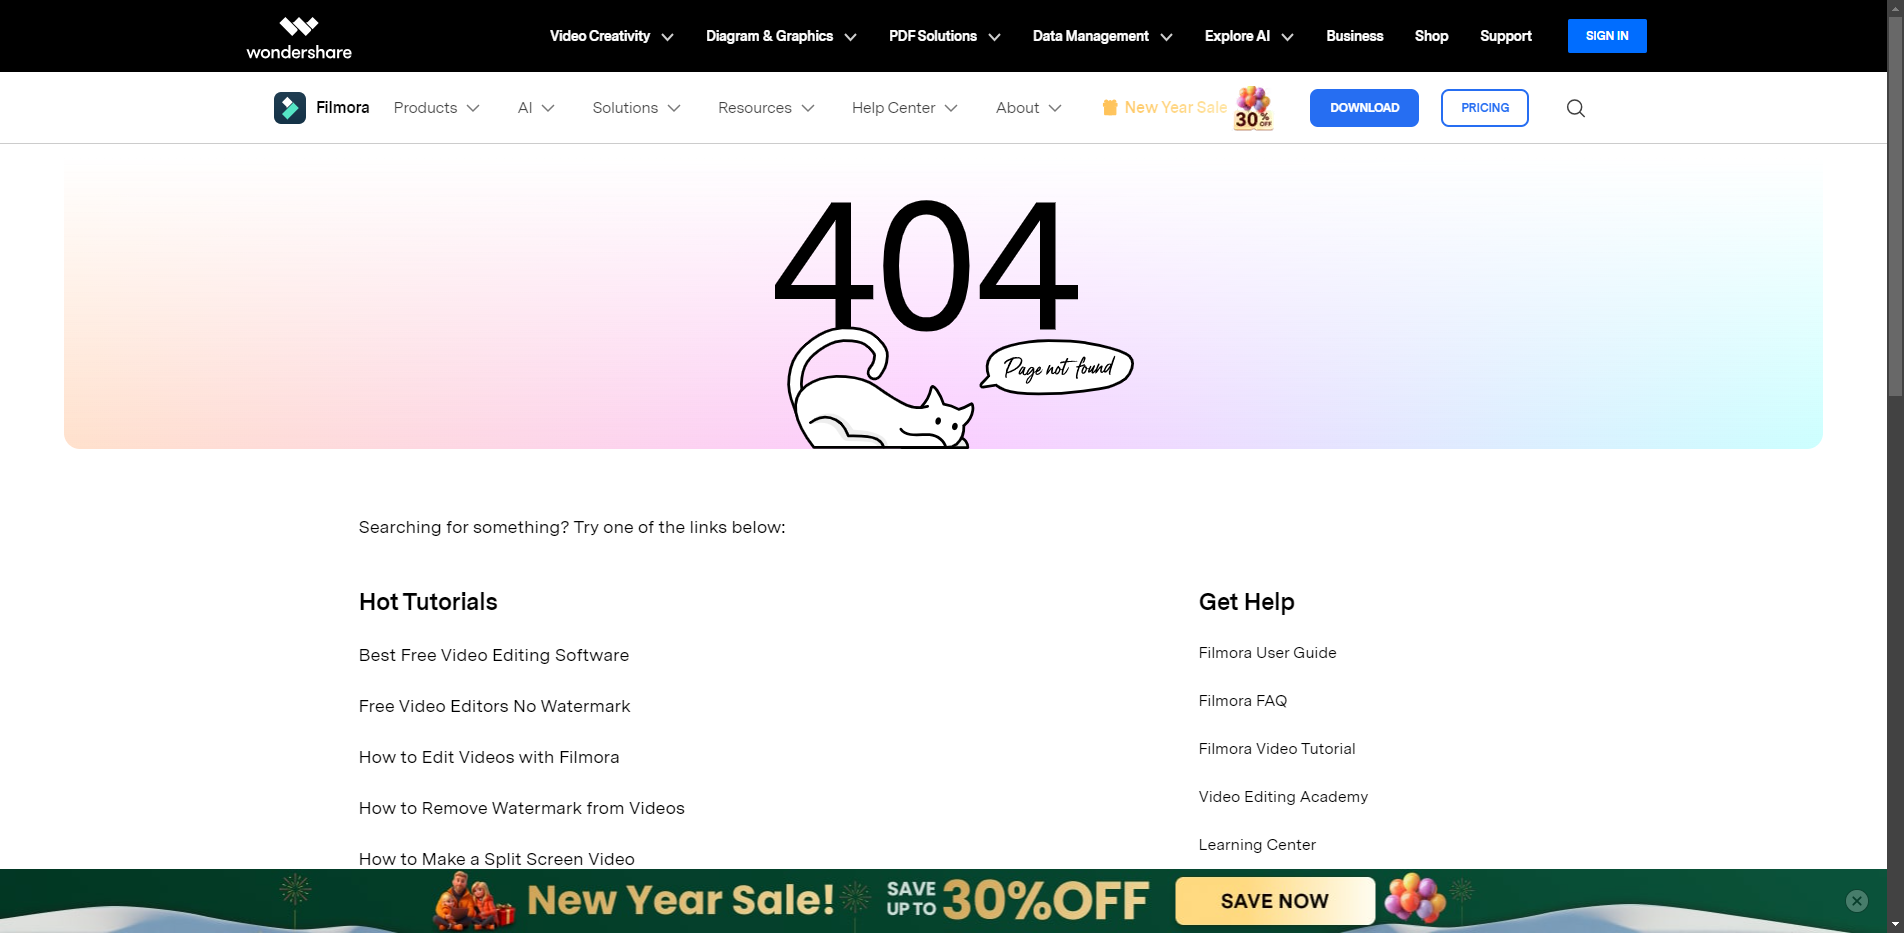 wondershare
Video Creativity Diagram & Graphics PDF Solutions Data Management Explore AI Business Shop Support SIGN IN
Filmora Products AI Solutions Resources Help Center About New Year Sale 30% OFF DOWNLOAD PRICING
404
Page not found
Searching for something? Try one of the links below:
Hot Tutorials
Best Free Video Editing Software
Free Video Editors No Watermark
How to Edit Videos with Filmora
How to Remove Watermark from Videos
How to Make a Split Screen Video
Get Help
Filmora User Guide
Filmora FAQ
Filmora Video Tutorial
Video Editing Academy
Learning Center
New Year Sale! SAVE UP TO 30%OFF SAVE NOW